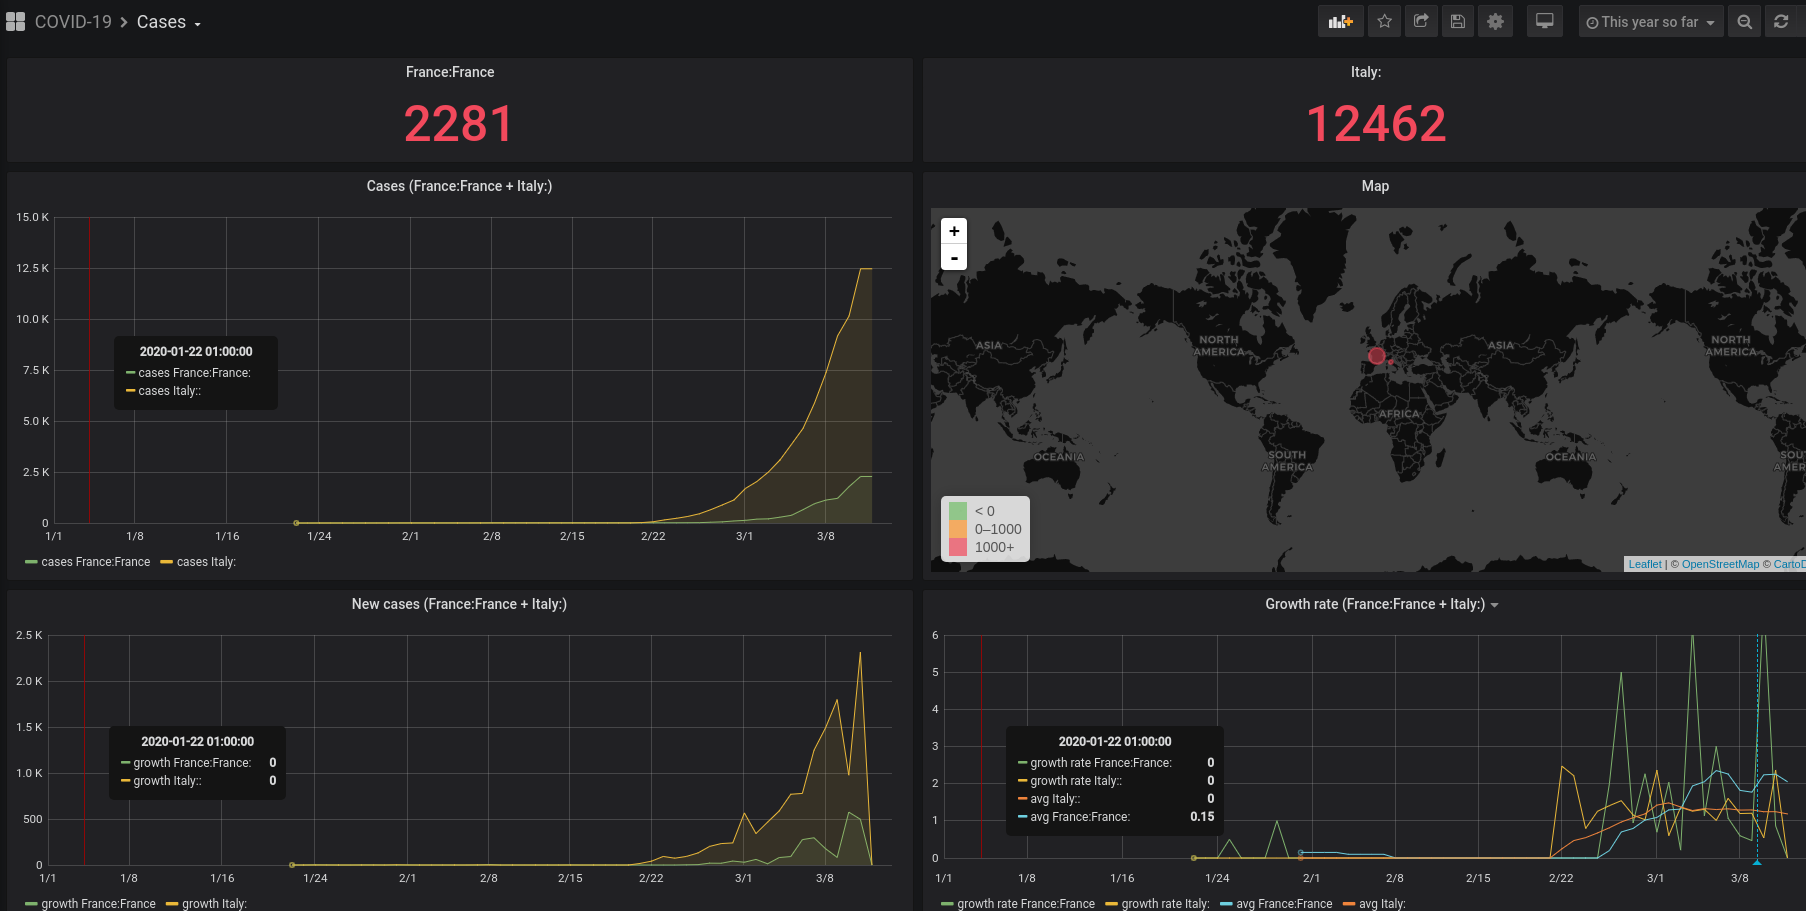 COVID-19 > Cases
This year so far
France:France
2281
Italy:
12462
Cases (France:France + Italy:)
15.0 K
12.5 K
10.0 K
7.5 K
5.0 K
2.5 K
0
1/1 1/8 1/16 1/24 2/1 2/8 2/15 2/22 3/1 3/8
2020-01-22 01:00:00
cases France:France:
cases Italy::
cases France:France cases Italy:
Map
+
-
ASIA
NORTH AMERICA
ASIA
NORTH AMERICA
AFRICA
OCEANIA
SOUTH AMERICA
OCEANIA
SOU
AMER
< 0
0–1000
1000+
Leaflet | © OpenStreetMap © CartoD
New cases (France:France + Italy:)
2.5 K
2.0 K
1.5 K
1.0 K
500
0
1/1 1/8 1/16 1/24 2/1 2/8 2/15 2/22 3/1 3/8
2020-01-22 01:00:00
growth France:France: 0
growth Italy:: 0
growth France:France growth Italy:
Growth rate (France:France + Italy:)
6
5
4
3
2
1
0
1/1 1/8 1/16 1/24 2/1 2/8 2/15 2/22 3/1 3/8
2020-01-22 01:00:00
growth rate France:France: 0
growth rate Italy:: 0
avg Italy:: 0
avg France:France: 0.15
growth rate France:France growth rate Italy: avg France:France avg Italy: